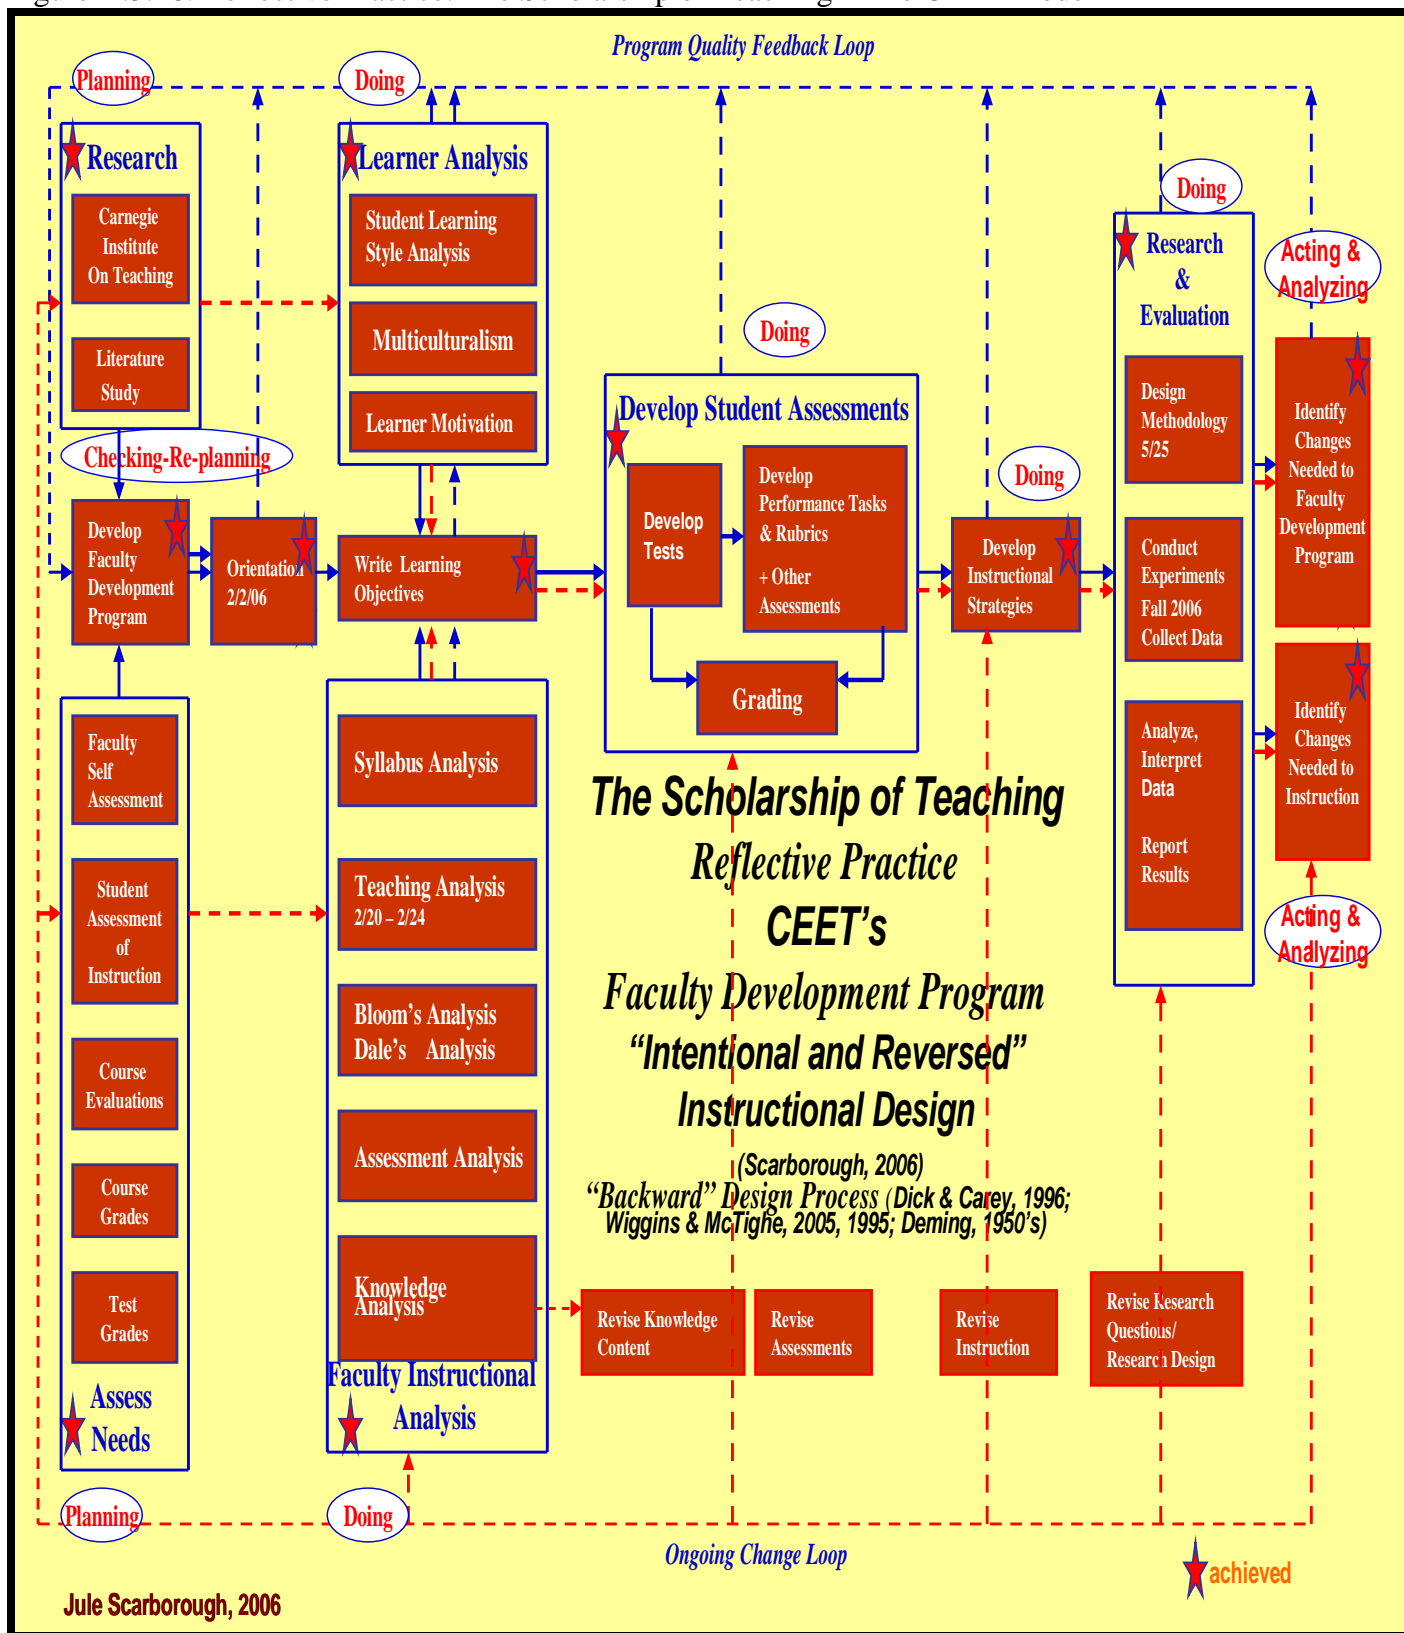 Program Quality Feedback Loop
Planning
Doing
Research
Carnegie
Institute
On Teaching
Literature
Study
Learner Analysis
Student Learning
Style Analysis
Multiculturalism
Learner Motivation
Checking-Re-planning
Develop
Faculty
Development
Program
Orientation
2/2/06
Write Learning
Objectives
Doing
Develop Student Assessments
Develop
Tests
Develop
Performance Tasks
& Rubrics
+ Other
Assessments
Grading
Doing
Develop
Instructional
Strategies
Doing
Research
&
Evaluation
Design
Methodology
5/25
Conduct
Experiments
Fall 2006
Collect Data
Analyze,
Interpret
Data
Report
Results
Acting &
Analyzing
Identify
Changes
Needed to
Faculty
Development
Program
Identify
Changes
Needed to
Instruction
Acting &
Analyzing
Faculty
Self
Assessment
Student
Assessment
of
Instruction
Course
Evaluations
Course
Grades
Test
Grades
Assess
Needs
Syllabus Analysis
Teaching Analysis
2/20 – 2/24
Bloom's Analysis
Dale's Analysis
Assessment Analysis
Knowledge
Analysis
Faculty Instructional
Analysis
The Scholarship of Teaching
Reflective Practice
CEET's
Faculty Development Program
“Intentional and Reversed”
Instructional Design
(Scarborough, 2006)
“Backward” Design Process (Dick & Carey, 1996;
Wiggins & McTighe, 2005, 1995; Deming, 1950's)
Revise Knowledge
Content
Revise
Assessments
Revise
Instruction
Revise Research
Questions/
Research Design
Planning
Doing
Ongoing Change Loop
achieved
Jule Scarborough, 2006